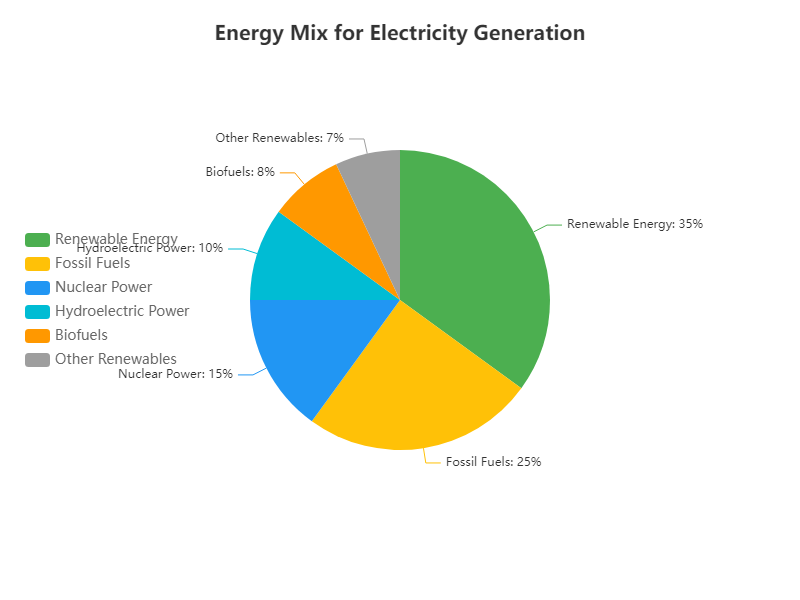 Energy Mix for Electricity Generation
Other Renewables: 7%
Biofuels: 8%
Renewable Energy: 35%
Hydroelectric Power: 10%
Nuclear Power: 15%
Fossil Fuels: 25%
Renewable Energy
Fossil Fuels
Nuclear Power
Hydroelectric Power
Biofuels
Other Renewables